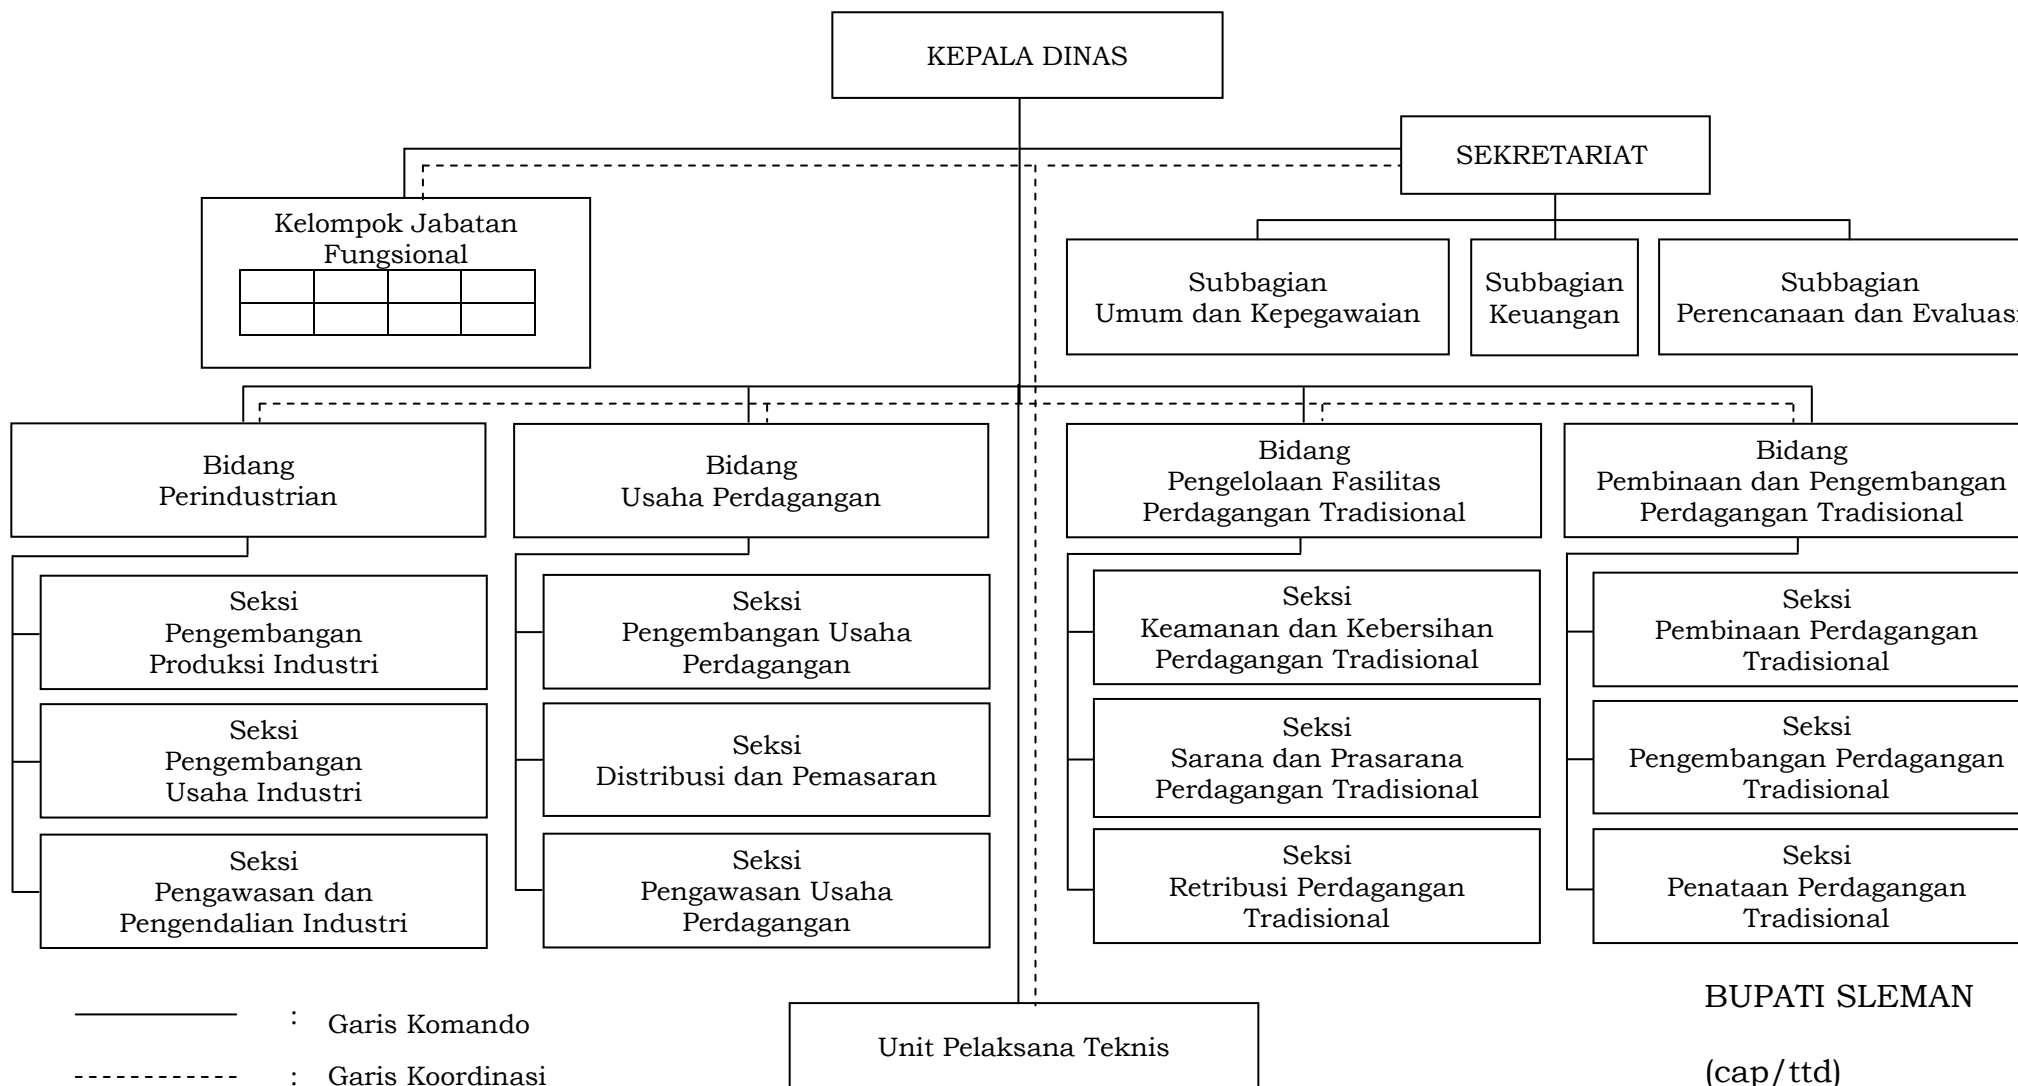 KEPALA DINAS
SEKRETARIAT
Kelompok Jabatan
Fungsional
Subbagian
Umum dan Kepegawaian
Subbagian
Keuangan
Subbagian
Perencanaan dan Evaluasi
Bidang
Perindustrian
Bidang
Usaha Perdagangan
Bidang
Pengelolaan Fasilitas
Perdagangan Tradisional
Bidang
Pembinaan dan Pengembangan
Perdagangan Tradisional
Seksi
Pengembangan
Produksi Industri
Seksi
Pengembangan Usaha
Perdagangan
Seksi
Keamanan dan Kebersihan
Perdagangan Tradisional
Seksi
Pembinaan Perdagangan
Tradisional
Seksi
Pengembangan
Usaha Industri
Seksi
Distribusi dan Pemasaran
Seksi
Sarana dan Prasarana
Perdagangan Tradisional
Seksi
Pengembangan Perdagangan
Tradisional
Seksi
Pengawasan dan
Pengendalian Industri
Seksi
Pengawasan Usaha
Perdagangan
Seksi
Retribusi Perdagangan
Tradisional
Seksi
Penataan Perdagangan
Tradisional
: Garis Komando
: Garis Koordinasi
Unit Pelaksana Teknis
BUPATI SLEMAN
(cap/ttd)